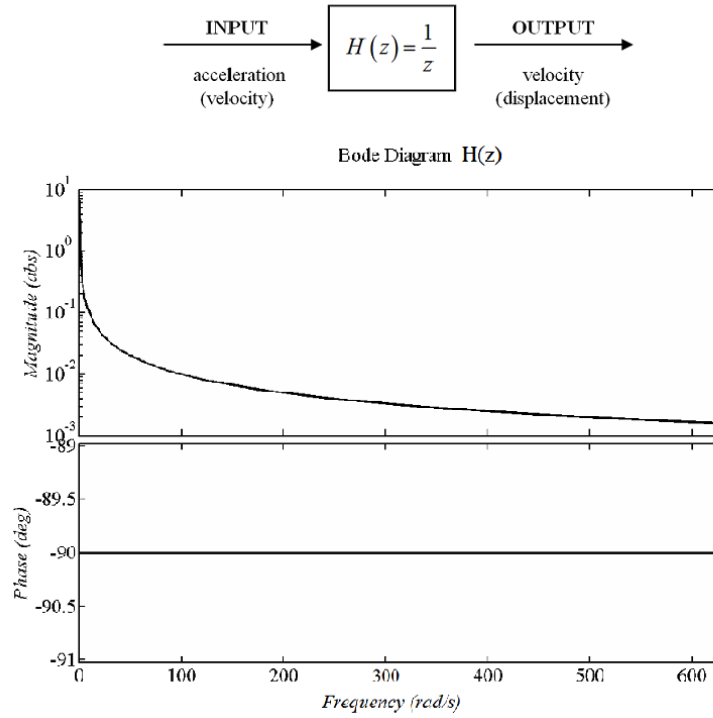 INPUT
acceleration
(velocity)
H(z)=1/z
OUTPUT
velocity
(displacement)
Bode Diagram H(z)
Magnitude (abs)
10^1
10^0
10^-1
10^-2
10^-3
Phase (deg)
-89
-89.5
-90
-90.5
-91
0 100 200 300 400 500 600
Frequency (rad/s)